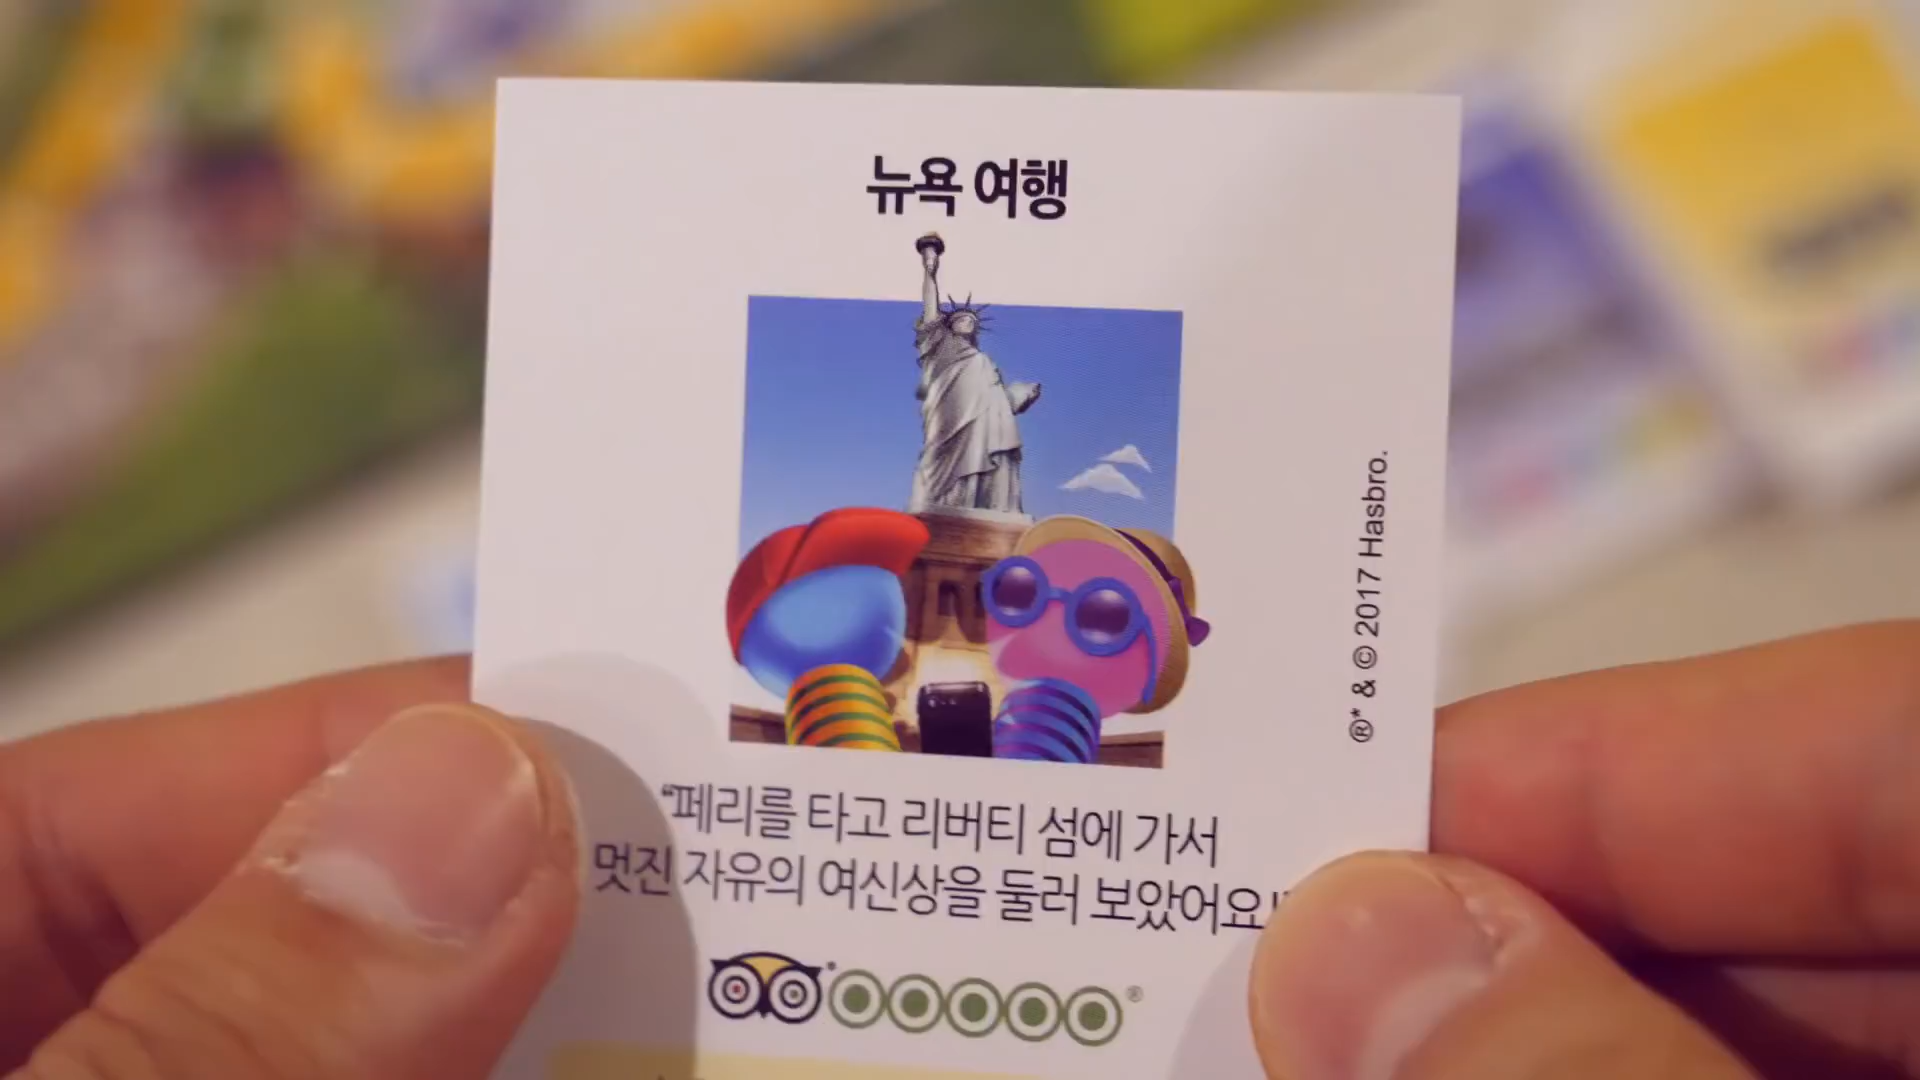 뉴욕 여행
®* & © 2017 Hasbro.
“페리를 타고 리버티 섬에 가서
멋진 자유의 여신상을 둘러 보았어요!”
®